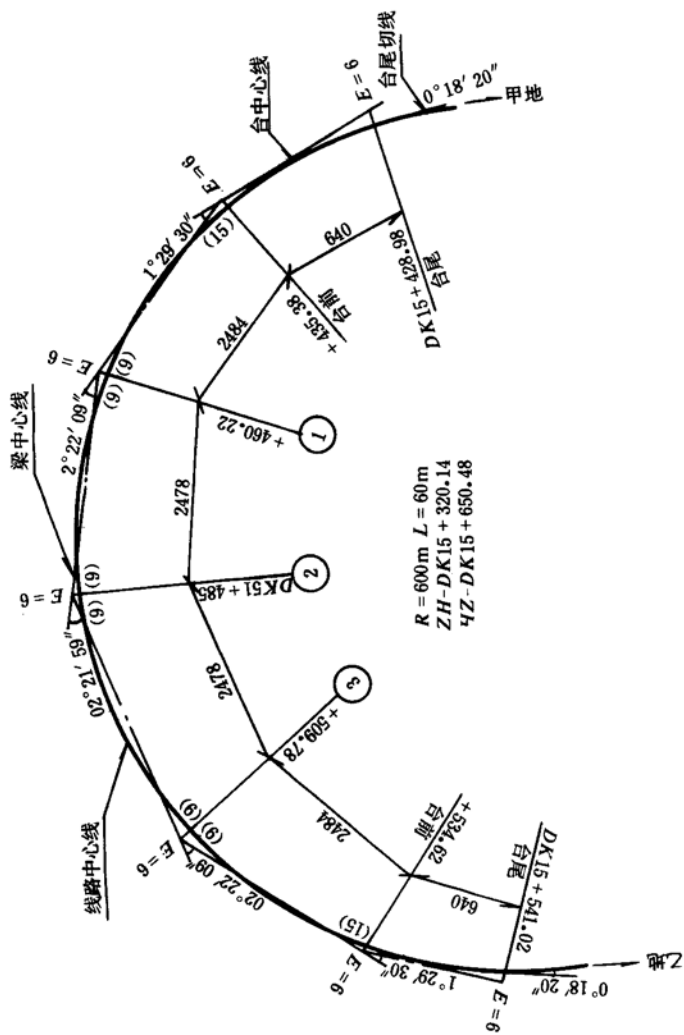 台尾切线
0°18′20″
甲地
E=6
台中心线
E=6
1°29′30″
(15)
640
DK15+428.98
台尾
+435.38
台前
2484
E=6
(9)
(9)
2°22′09″
+460.22
1
梁中心线
2478
E=6
(9)
(9)
DK51+485
2
02°21′59″
2478
+509.78
3
线路中心线
E=6
(9)
(9)
02°22′09″
2484
+534.62
台前
(15)
E=6
1°29′30″
640
DK15+541.02
台尾
E=6
0°18′20″
乙地
R=600m L=60m
ZH-DK15+320.14
YZ-DK15+650.48